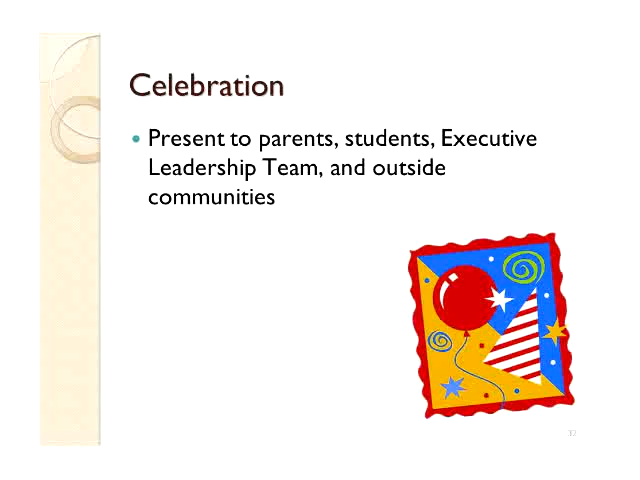 Celebration
• Present to parents, students, Executive
Leadership Team, and outside
communities